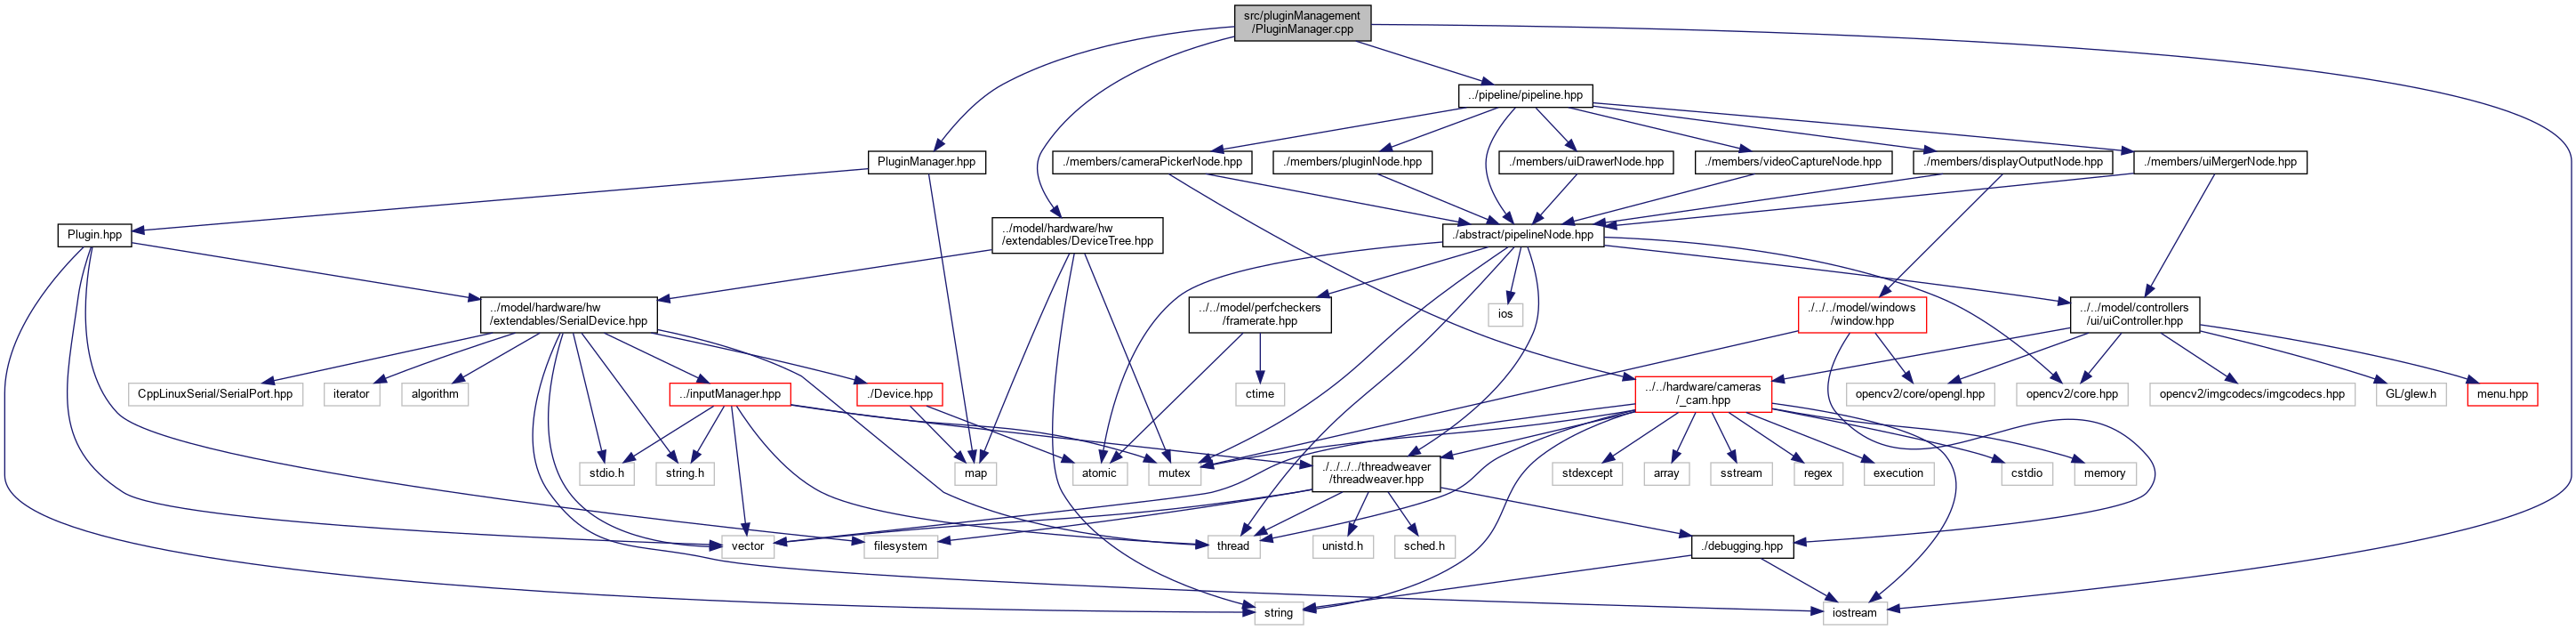 src/pluginManagement
/PluginManager.cpp
../pipeline/pipeline.hpp
PluginManager.hpp
./members/cameraPickerNode.hpp
./members/pluginNode.hpp
./members/uiDrawerNode.hpp
./members/videoCaptureNode.hpp
./members/displayOutputNode.hpp
./members/uiMergerNode.hpp
Plugin.hpp
../model/hardware/hw
/extendables/DeviceTree.hpp
./abstract/pipelineNode.hpp
../model/hardware/hw
/extendables/SerialDevice.hpp
../../model/perfcheckers
/framerate.hpp
ios
./../../model/windows
/window.hpp
../../model/controllers
/ui/uiController.hpp
CppLinuxSerial/SerialPort.hpp
iterator
algorithm
../inputManager.hpp
./Device.hpp
ctime
../../hardware/cameras
/_cam.hpp
opencv2/core/opengl.hpp
opencv2/core.hpp
opencv2/imgcodecs/imgcodecs.hpp
GL/glew.h
menu.hpp
stdio.h
string.h
map
atomic
mutex
./../../../threadweaver
/threadweaver.hpp
stdexcept
array
sstream
regex
execution
cstdio
memory
vector
filesystem
thread
unistd.h
sched.h
./debugging.hpp
string
iostream